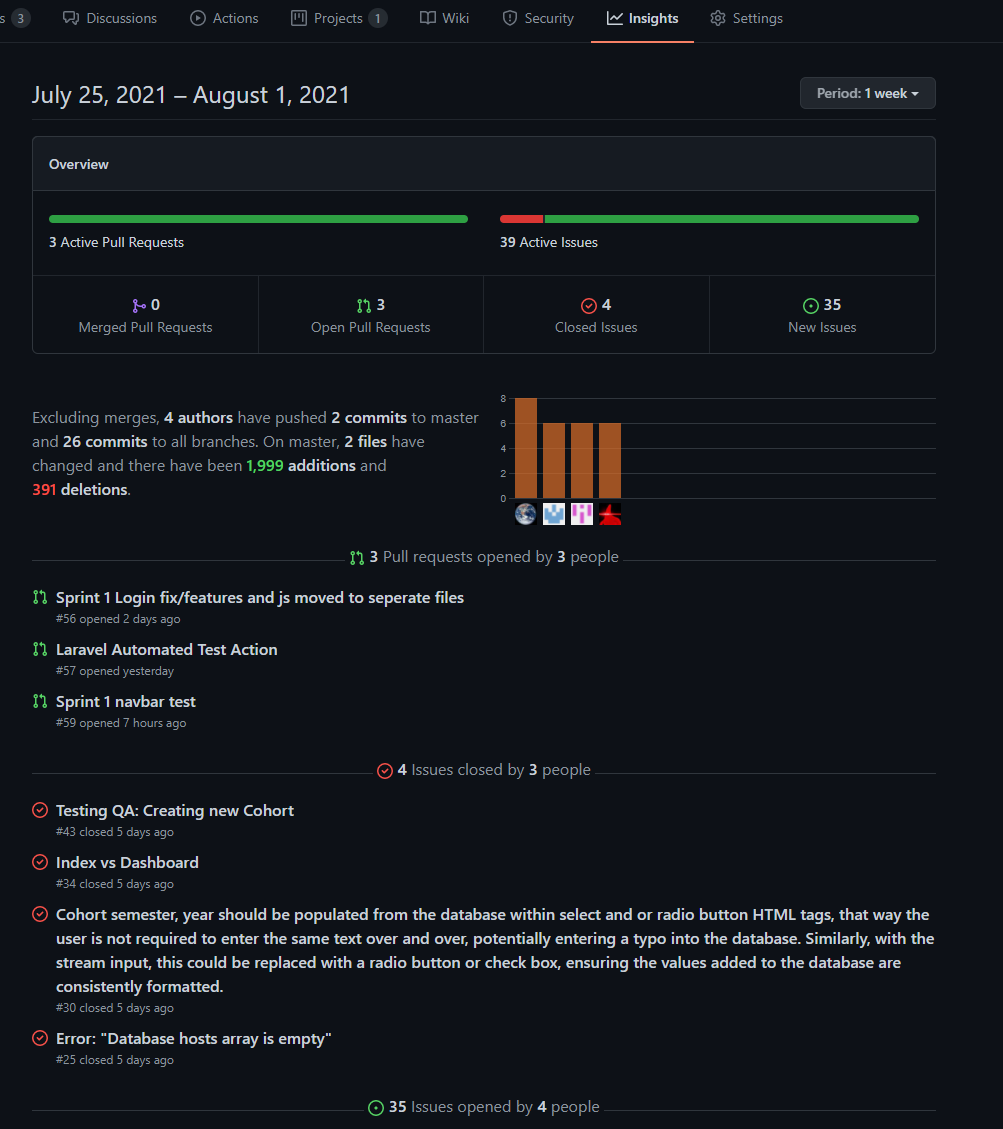 s 3 Discussions Actions Projects 1 Wiki Security Insights Settings
July 25, 2021 – August 1, 2021 Period: 1 week
Overview
3 Active Pull Requests 39 Active Issues
0 3 4 35
Merged Pull Requests Open Pull Requests Closed Issues New Issues
Excluding merges, 4 authors have pushed 2 commits to master
and 26 commits to all branches. On master, 2 files have
changed and there have been 1,999 additions and
391 deletions.
8
6
4
2
0
3 Pull requests opened by 3 people
Sprint 1 Login fix/features and js moved to seperate files
#56 opened 2 days ago
Laravel Automated Test Action
#57 opened yesterday
Sprint 1 navbar test
#59 opened 7 hours ago
4 Issues closed by 3 people
Testing QA: Creating new Cohort
#43 closed 5 days ago
Index vs Dashboard
#34 closed 5 days ago
Cohort semester, year should be populated from the database within select and or radio button HTML tags, that way the
user is not required to enter the same text over and over, potentially entering a typo into the database. Similarly, with the
stream input, this could be replaced with a radio button or check box, ensuring the values added to the database are
consistently formatted.
#30 closed 5 days ago
Error: "Database hosts array is empty"
#25 closed 5 days ago
35 Issues opened by 4 people